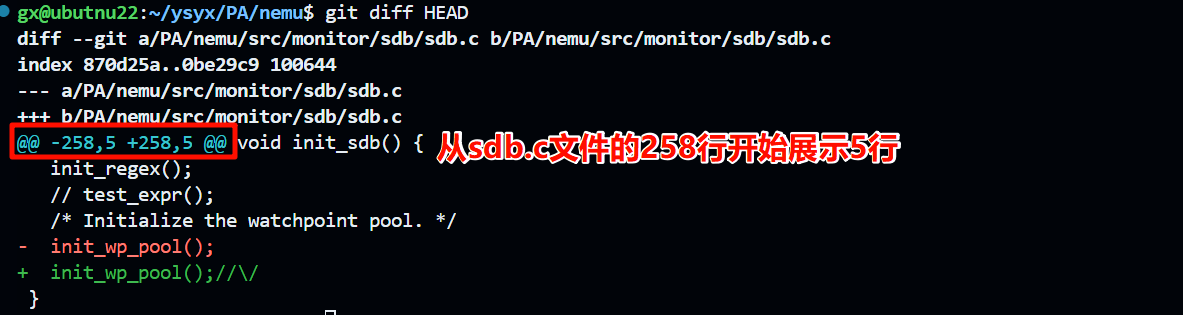 gx@ubutnu22:~/ysyx/PA/nemu$ git diff HEAD
diff --git a/PA/nemu/src/monitor/sdb/sdb.c b/PA/nemu/src/monitor/sdb/sdb.c
index 870d25a..0be29c9 100644
--- a/PA/nemu/src/monitor/sdb/sdb.c
+++ b/PA/nemu/src/monitor/sdb/sdb.c
@@ -258,5 +258,5 @@ void init_sdb() { 从sdb.c文件的258行开始展示5行
   init_regex();
   // test_expr();
   /* Initialize the watchpoint pool. */
-  init_wp_pool();
+  init_wp_pool();//\/
 }